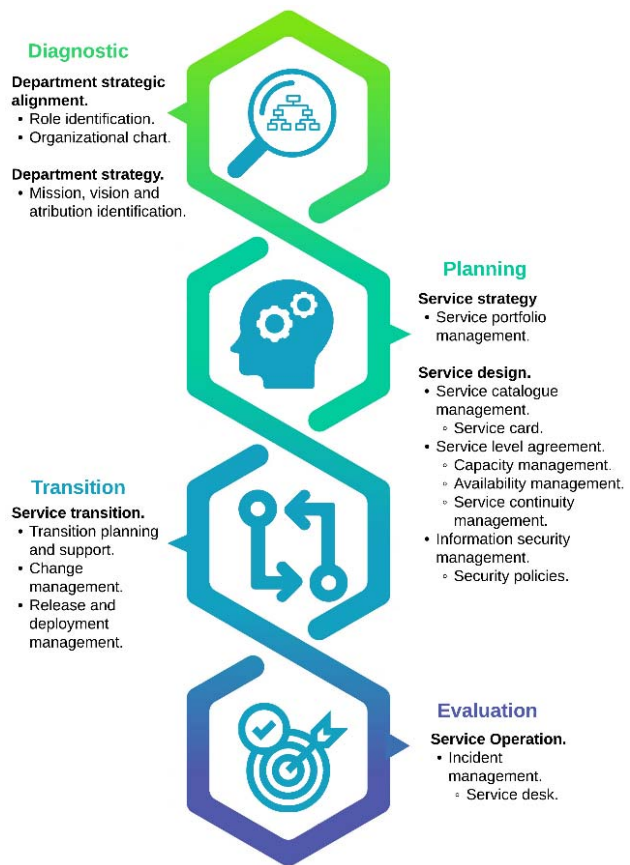 Diagnostic
Department strategic
alignment.
• Role identification.
• Organizational chart.
Department strategy.
• Mission, vision and
atribution identification.
Planning
Service strategy
• Service portfolio
management.
Service design.
• Service catalogue
management.
◦ Service card.
• Service level agreement.
◦ Capacity management.
◦ Availability management.
◦ Service continuity
management.
• Information security
management.
◦ Security policies.
Transition
Service transition.
• Transition planning
and support.
• Change
management.
• Release and
deployment
management.
Evaluation
Service Operation.
• Incident
management.
◦ Service desk.